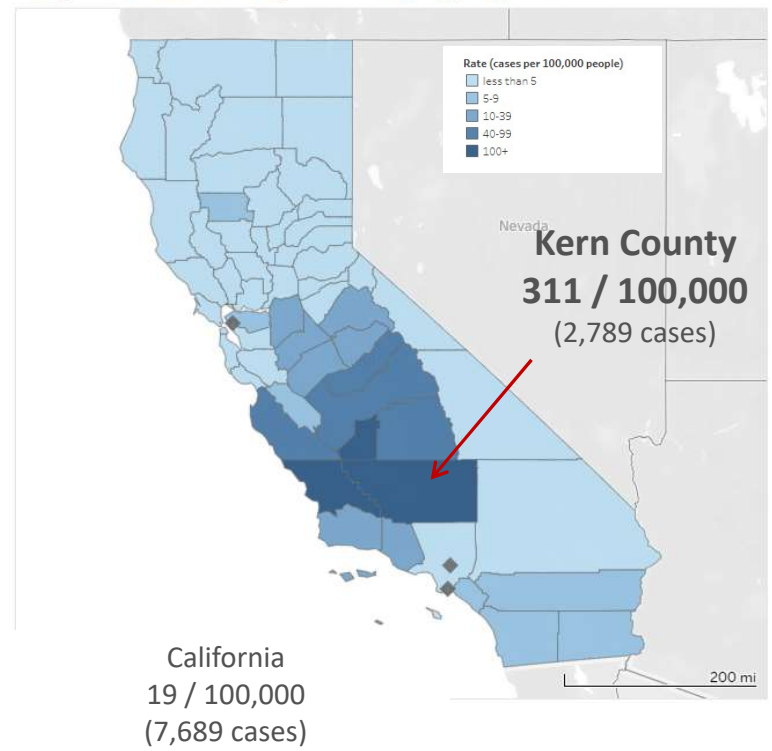 Rate (cases per 100,000 people)
less than 5
5-9
10-39
40-99
100+
Nevada
Kern County
311 / 100,000
(2,789 cases)
California
19 / 100,000
(7,689 cases)
200 mi